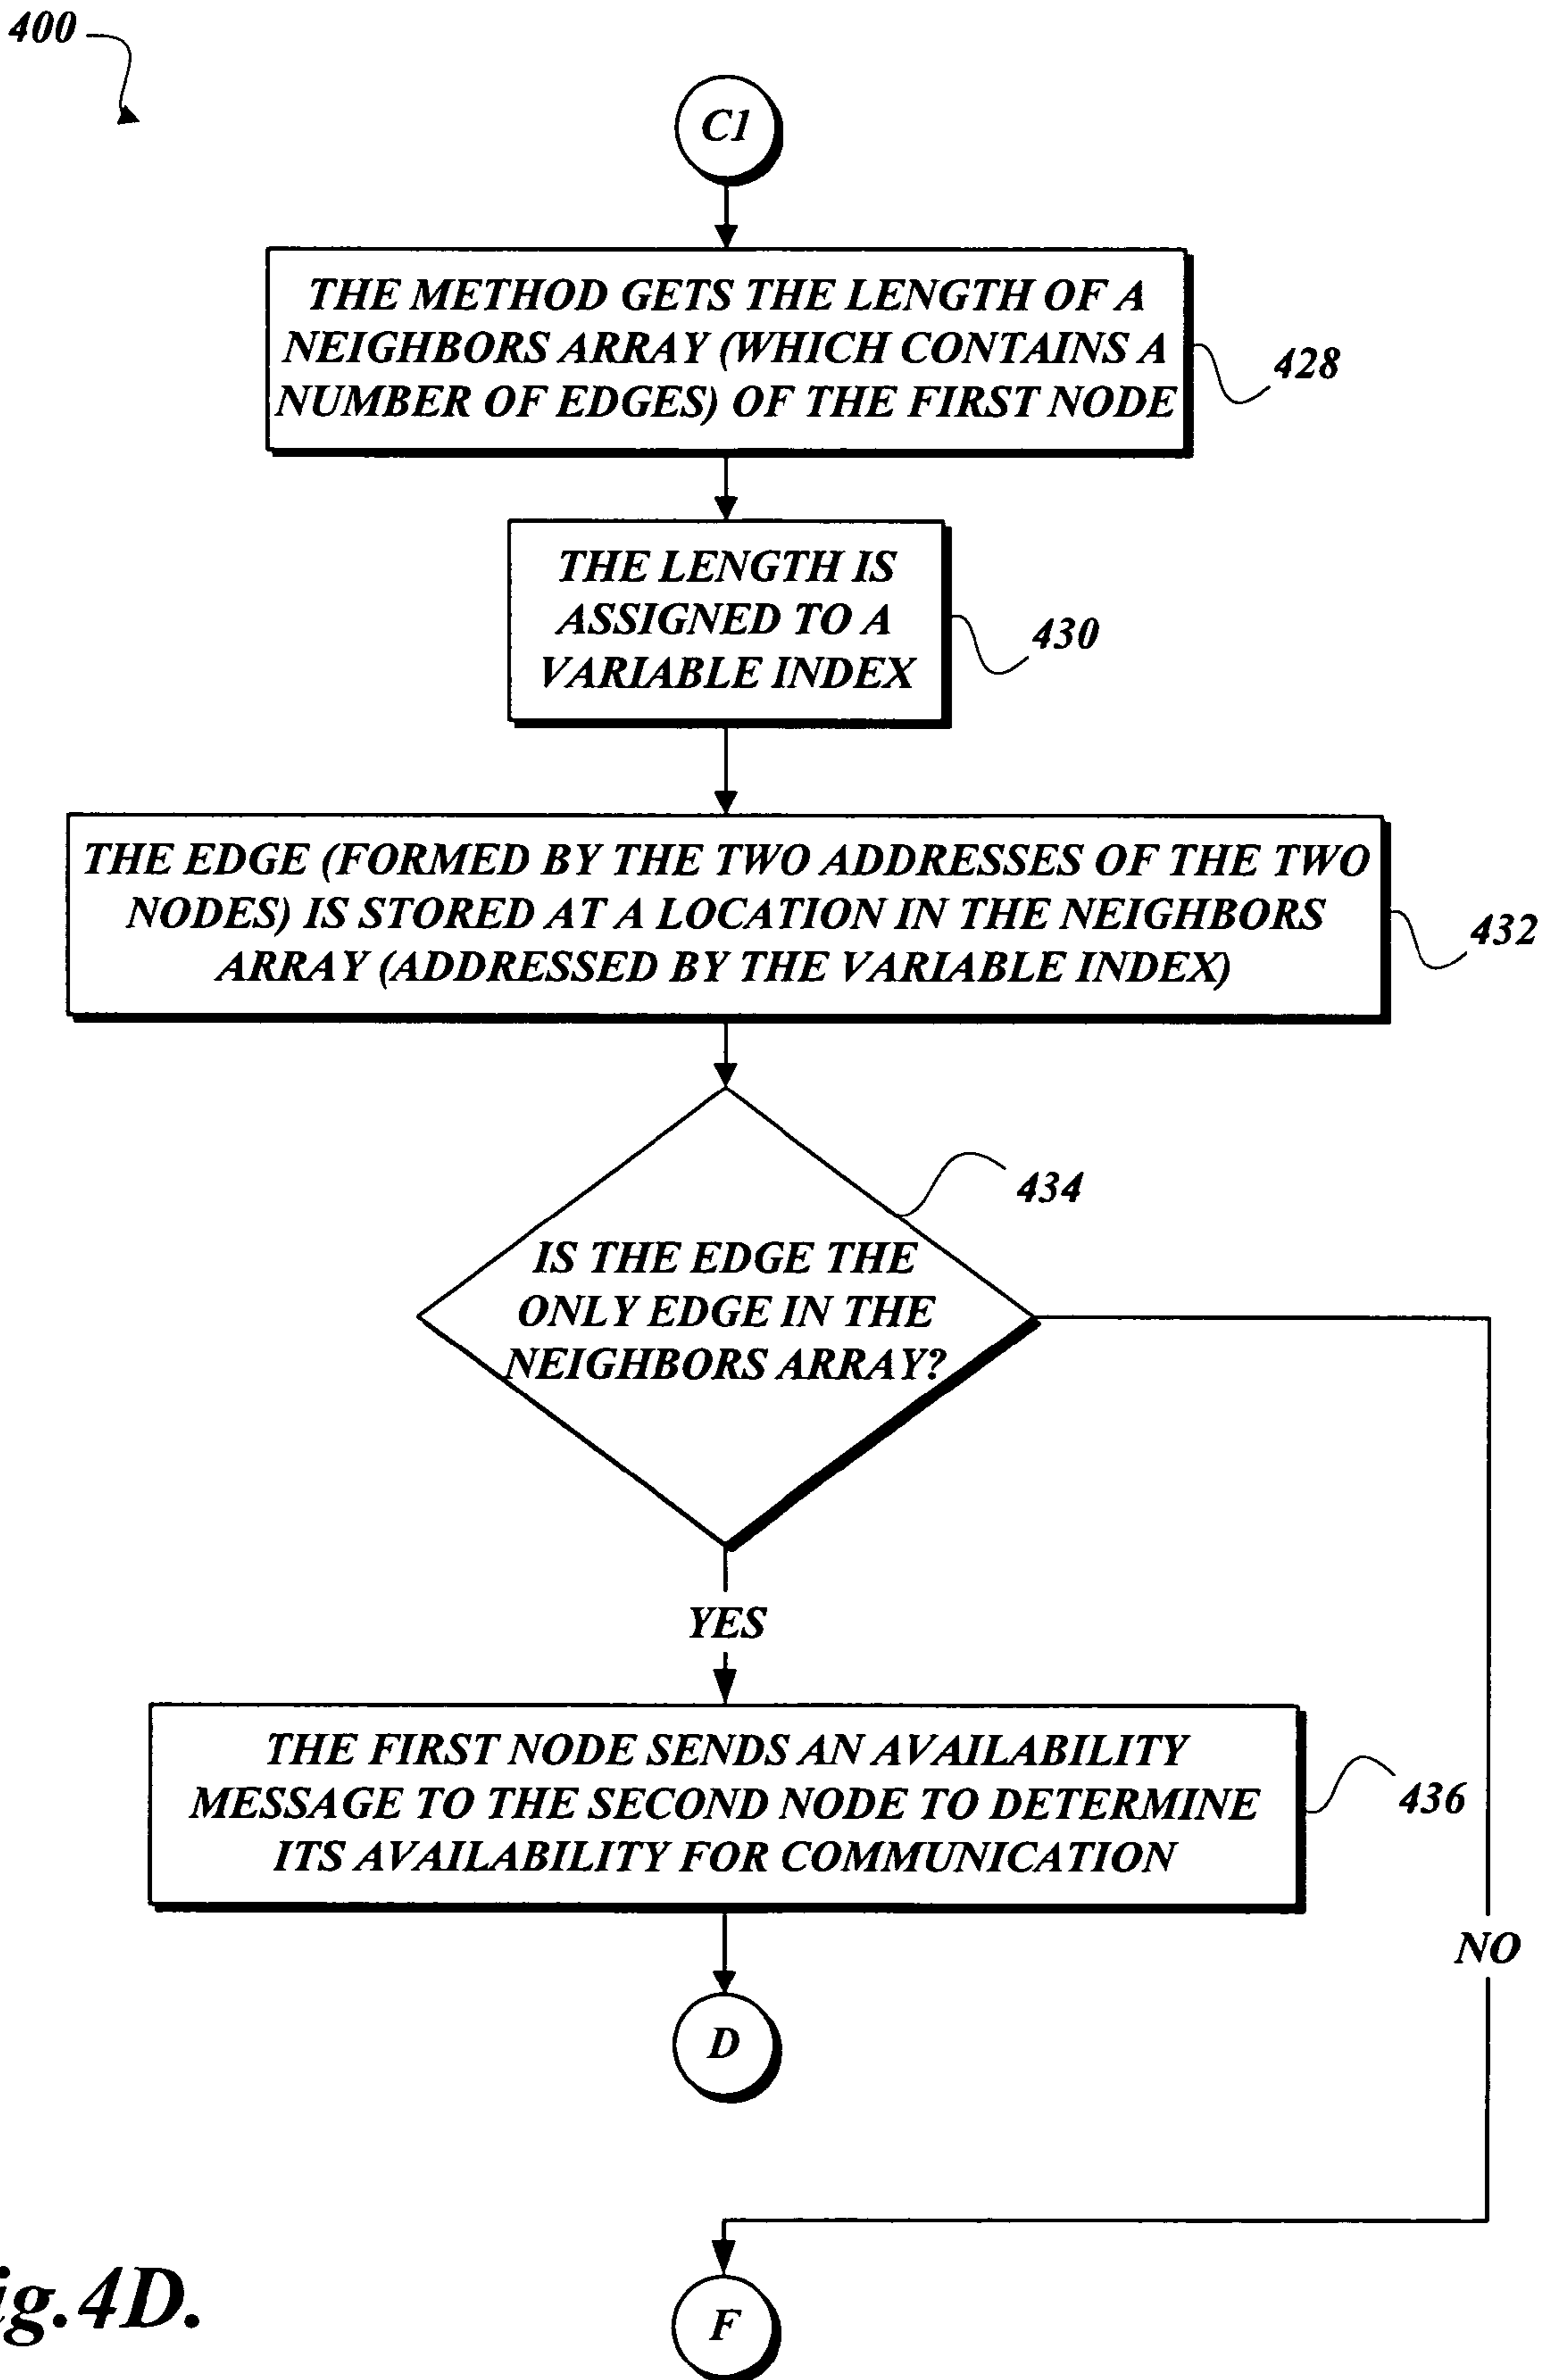 400
C1
THE METHOD GETS THE LENGTH OF A
NEIGHBORS ARRAY (WHICH CONTAINS A
NUMBER OF EDGES) OF THE FIRST NODE
428
THE LENGTH IS
ASSIGNED TO A
VARIABLE INDEX
430
THE EDGE (FORMED BY THE TWO ADDRESSES OF THE TWO
NODES) IS STORED AT A LOCATION IN THE NEIGHBORS
ARRAY (ADDRESSED BY THE VARIABLE INDEX)
432
434
IS THE EDGE THE
ONLY EDGE IN THE
NEIGHBORS ARRAY?
YES
THE FIRST NODE SENDS AN AVAILABILITY
MESSAGE TO THE SECOND NODE TO DETERMINE
ITS AVAILABILITY FOR COMMUNICATION
436
NO
D
F
ig.4D.